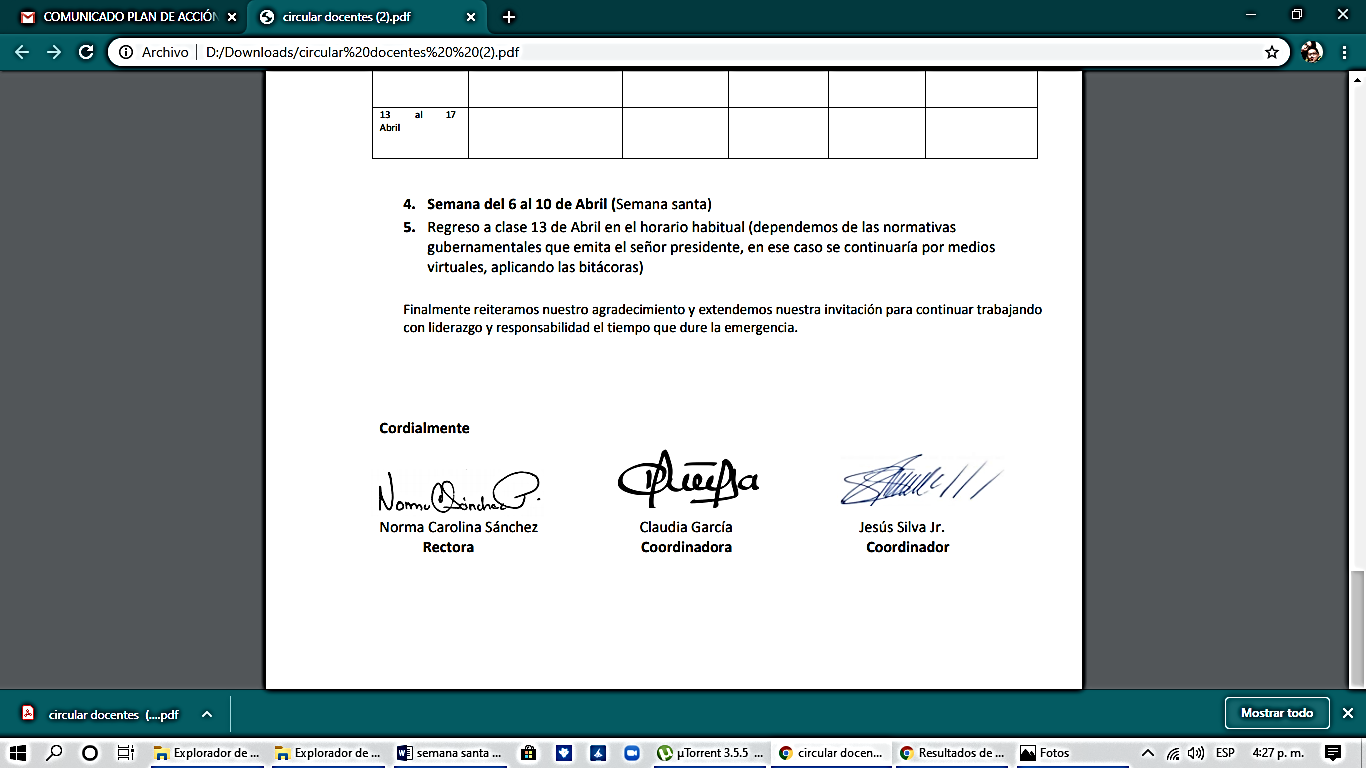 COMUNICADO PLAN DE ACCIÓN
circular docentes (2).pdf
Archivo D:/Downloads/circular%20docentes%20%20(2).pdf
13 al 17
Abril
4. Semana del 6 al 10 de Abril (Semana santa)
5. Regreso a clase 13 de Abril en el horario habitual (dependemos de las normativas
gubernamentales que emita el señor presidente, en ese caso se continuaría por medios
virtuales, aplicando las bitácoras)
Finalmente reiteramos nuestro agradecimiento y extendemos nuestra invitación para continuar trabajando
con liderazgo y responsabilidad el tiempo que dure la emergencia.
Cordialmente
Norma Carolina Sánchez Claudia García Jesús Silva Jr.
Rectora Coordinadora Coordinador
circular docentes (....pdf Mostrar todo
Explorador de ... Explorador de ... semana santa ... µTorrent 3.5.5 ... circular docen... Resultados de ... Fotos ESP 4:27 p. m.